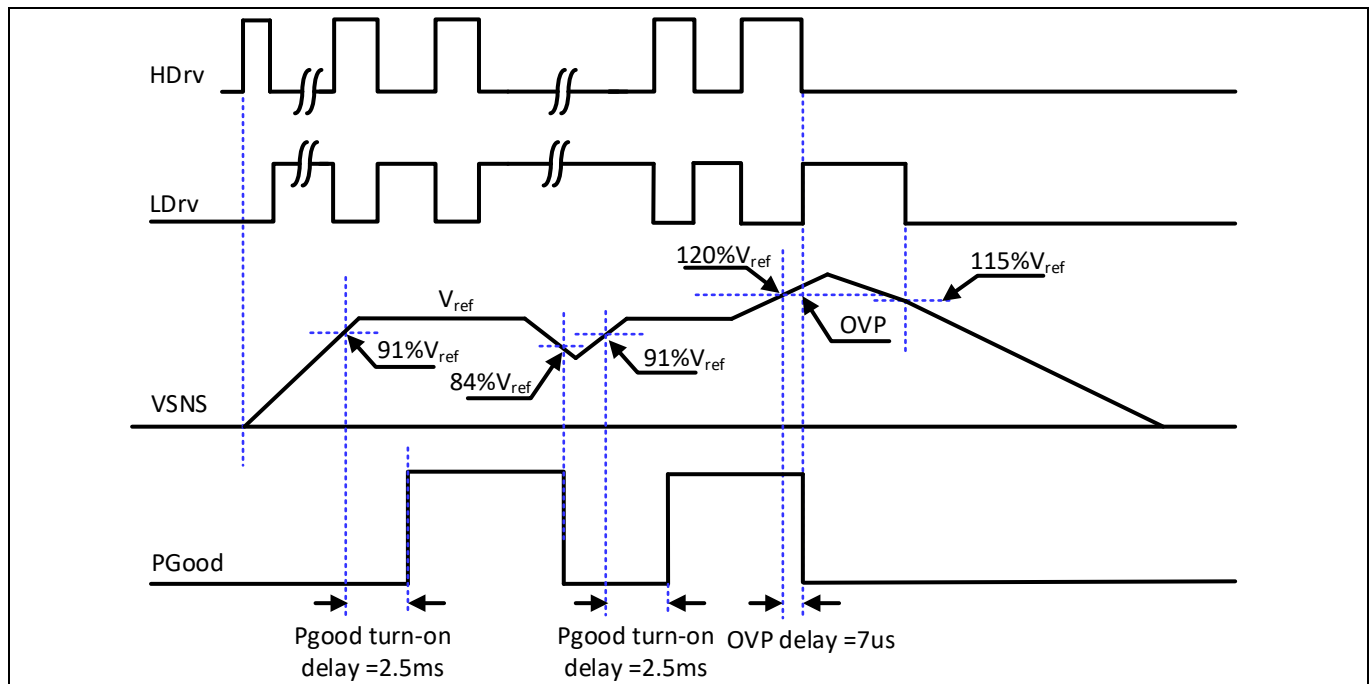 HDrv
LDrv
120%Vref
115%Vref
Vref
OVP
91%Vref
84%Vref
91%Vref
VSNS
PGood
Pgood turn-on
delay =2.5ms
Pgood turn-on
delay =2.5ms
OVP delay =7us